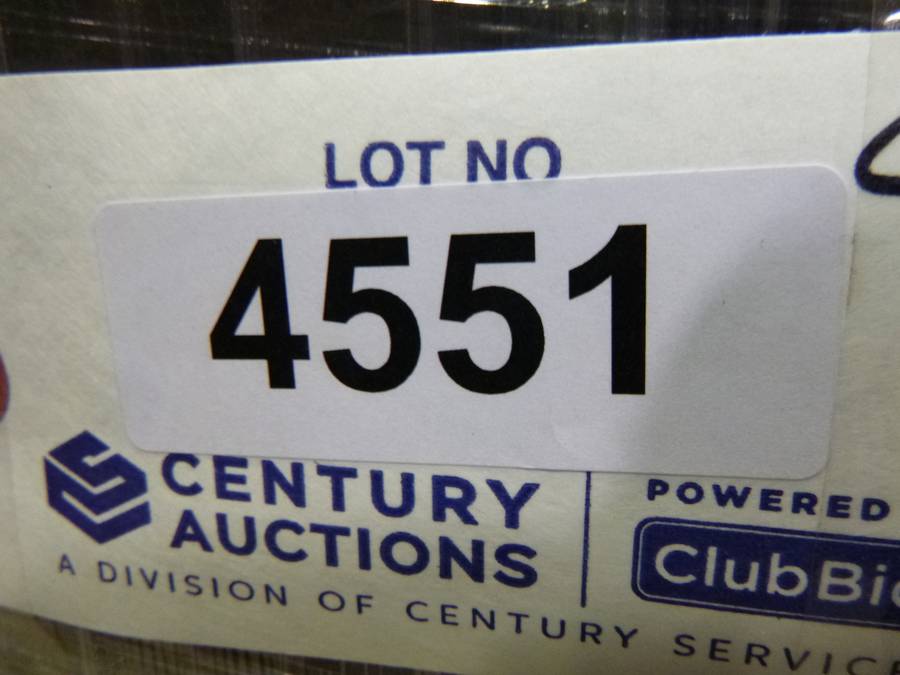 LOT NO
4551
CENTURY
AUCTIONS
A DIVISION OF CENTURY
POWERED